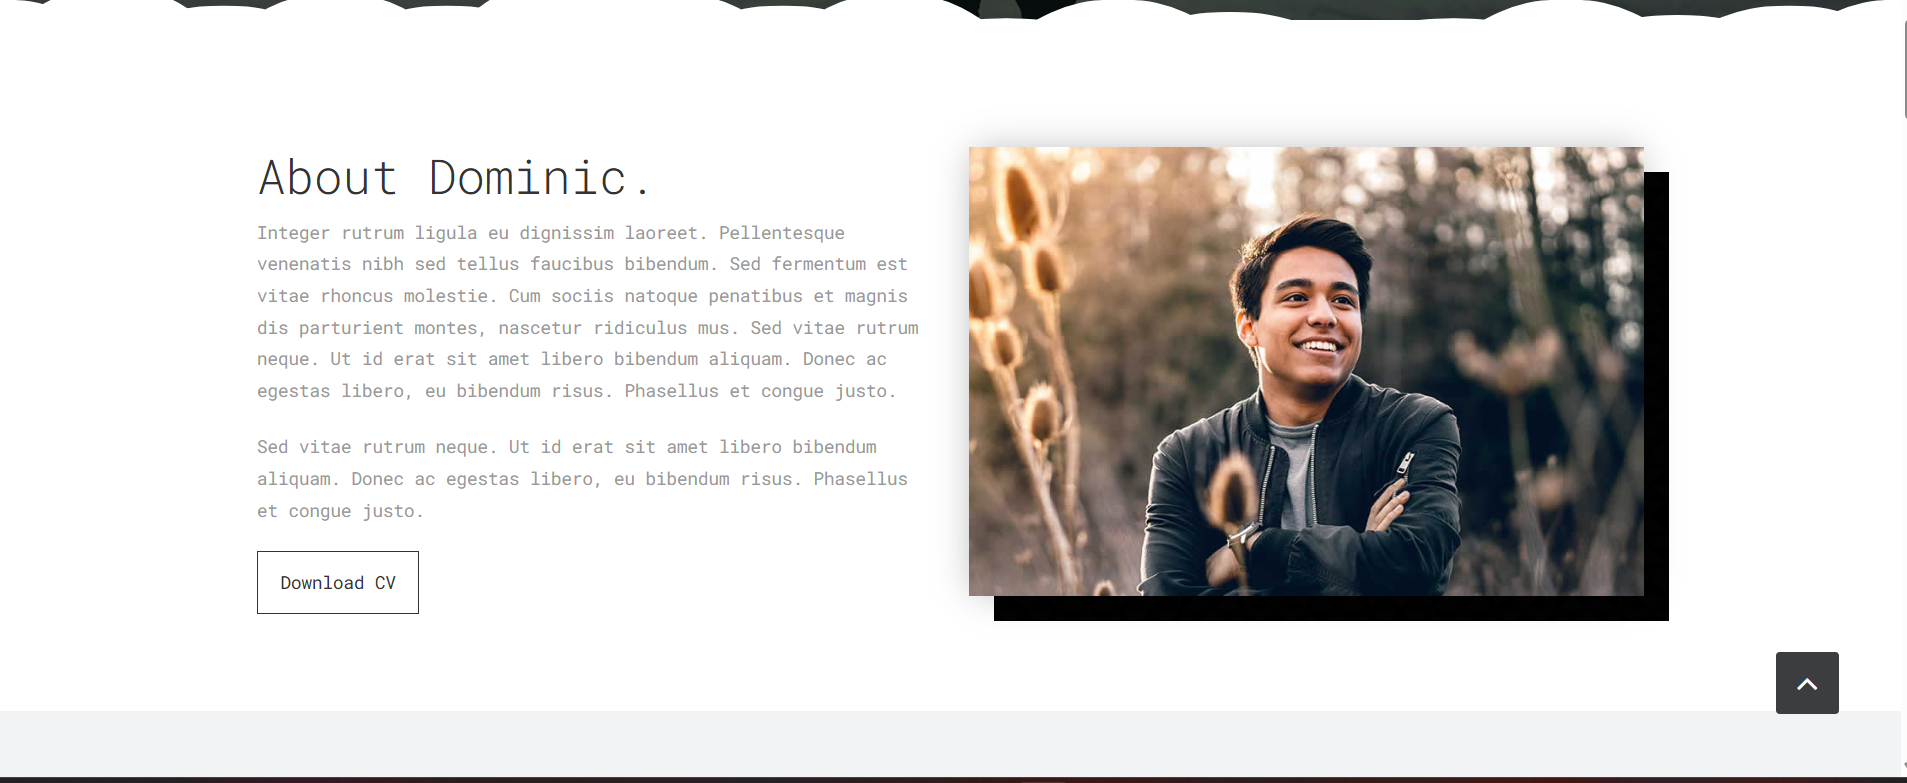 About Dominic.
Integer rutrum ligula eu dignissim laoreet. Pellentesque
venenatis nibh sed tellus faucibus bibendum. Sed fermentum est
vitae rhoncus molestie. Cum sociis natoque penatibus et magnis
dis parturient montes, nascetur ridiculus mus. Sed vitae rutrum
neque. Ut id erat sit amet libero bibendum aliquam. Donec ac
egestas libero, eu bibendum risus. Phasellus et congue justo.
Sed vitae rutrum neque. Ut id erat sit amet libero bibendum
aliquam. Donec ac egestas libero, eu bibendum risus. Phasellus
et congue justo.
Download CV